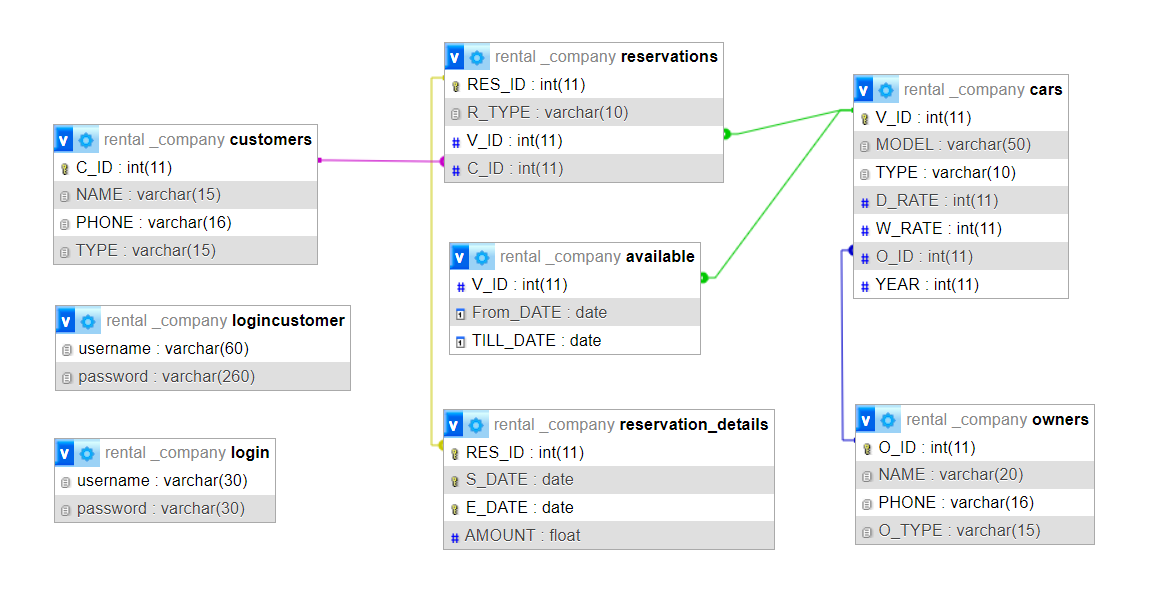 rental _company customers
C_ID : int(11)
NAME : varchar(15)
PHONE : varchar(16)
TYPE : varchar(15)
rental _company logincustomer
username : varchar(60)
password : varchar(260)
rental _company login
username : varchar(30)
password : varchar(30)
rental _company reservations
RES_ID : int(11)
R_TYPE : varchar(10)
V_ID : int(11)
C_ID : int(11)
rental _company available
V_ID : int(11)
From_DATE : date
TILL_DATE : date
rental _company reservation_details
RES_ID : int(11)
S_DATE : date
E_DATE : date
AMOUNT : float
rental _company cars
V_ID : int(11)
MODEL : varchar(50)
TYPE : varchar(10)
D_RATE : int(11)
W_RATE : int(11)
O_ID : int(11)
YEAR : int(11)
rental _company owners
O_ID : int(11)
NAME : varchar(20)
PHONE : varchar(16)
O_TYPE : varchar(15)